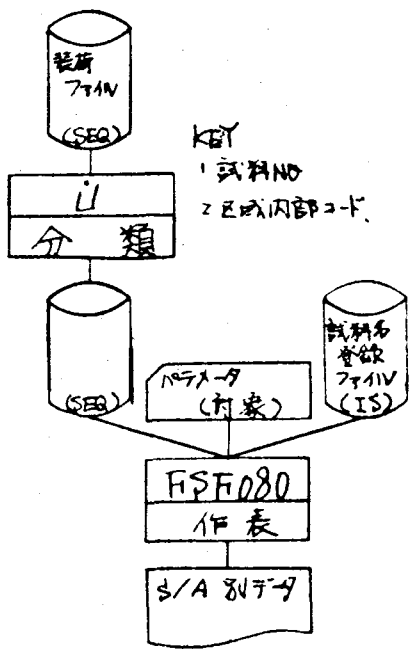 装荷
ファイル
(SEQ)
KEY
1 試料NO
2 区域内部コード
分類
(SEQ)
パラメータ
(対象)
試料名
登録
ファイル
(IS)
FSF080
作表
S/A 名Vデータ